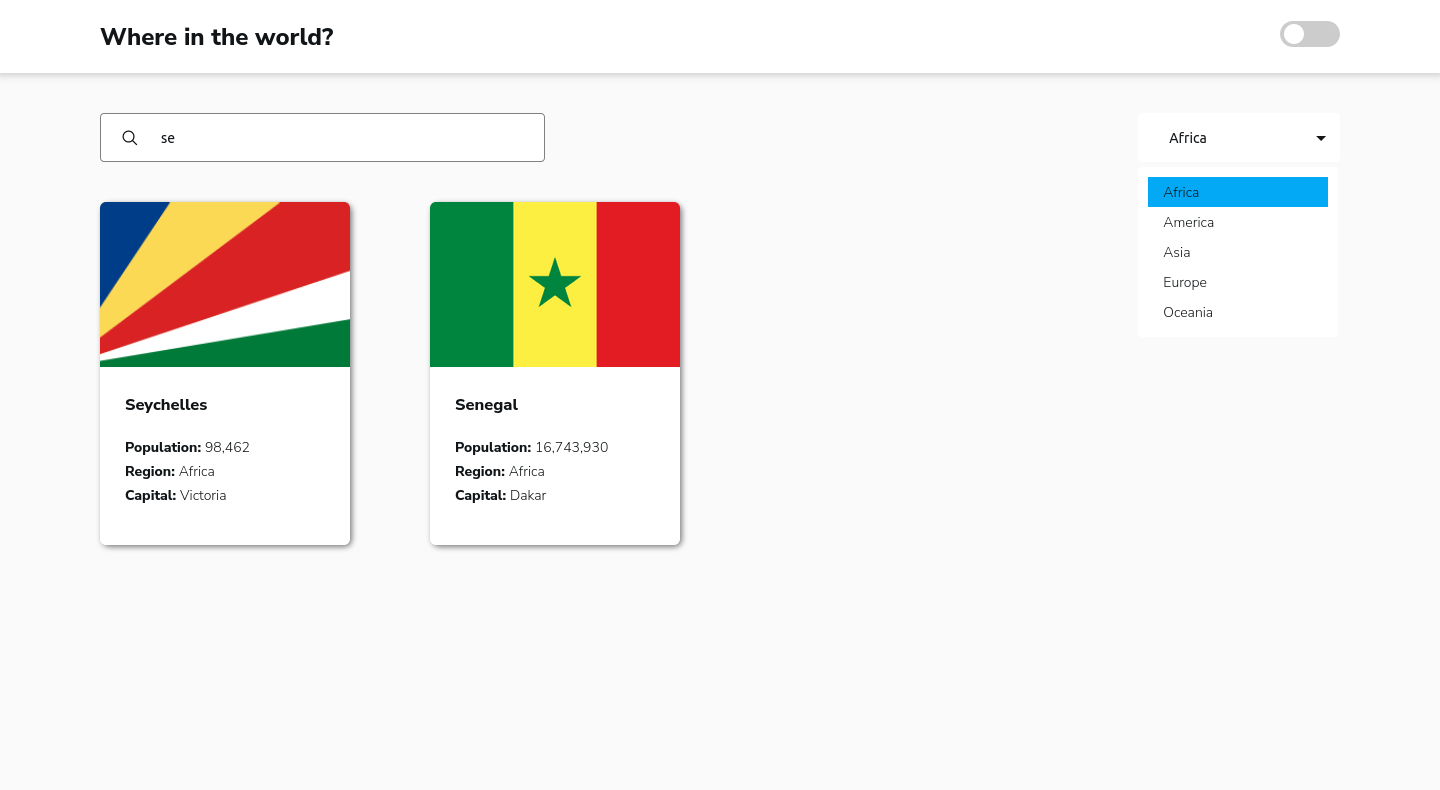 Where in the world?
se
Africa
Africa
America
Asia
Europe
Oceania
Seychelles
Population: 98,462
Region: Africa
Capital: Victoria
Senegal
Population: 16,743,930
Region: Africa
Capital: Dakar